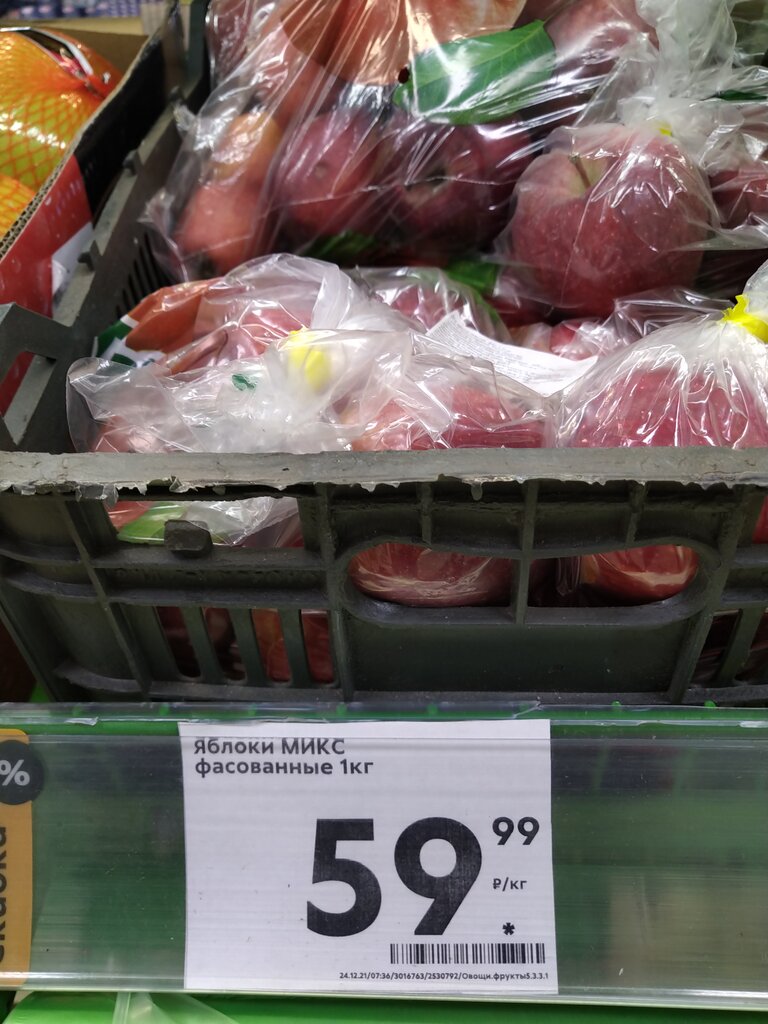 Яблоки МИКС
фасованные 1кг
59 99
₽/кг
*
24.12.21/07:36/3016763/2530792/Овощи.фрукты5.3.3.1
%